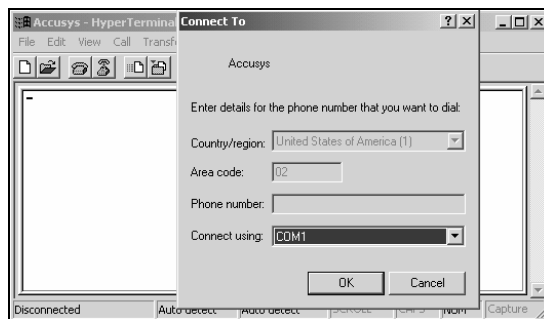 Accusys - HyperTerminal
File Edit View Call Transf
Connect To
Accusys
Enter details for the phone number that you want to dial:
Country/region: United States of America (1)
Area code: 02
Phone number:
Connect using: COM1
OK Cancel
Disconnected Auto detect Auto detect SCROLL CAPS NUM Capture